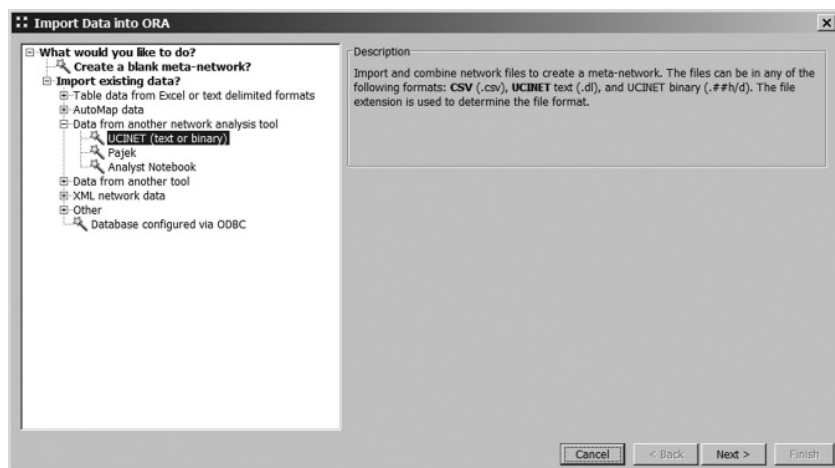 Import Data into ORA
What would you like to do?
Create a blank meta-network?
Import existing data?
Table data from Excel or text delimited formats
AutoMap data
Data from another network analysis tool
UCINET (text or binary)
Pajek
Analyst Notebook
Data from another tool
XML network data
Other
Database configured via ODBC
Description
Import and combine network files to create a meta-network. The files can be in any of the
following formats: CSV (.csv), UCINET text (.dl), and UCINET binary (.##h/d). The file
extension is used to determine the file format.
Cancel
< Back
Next >
Finish